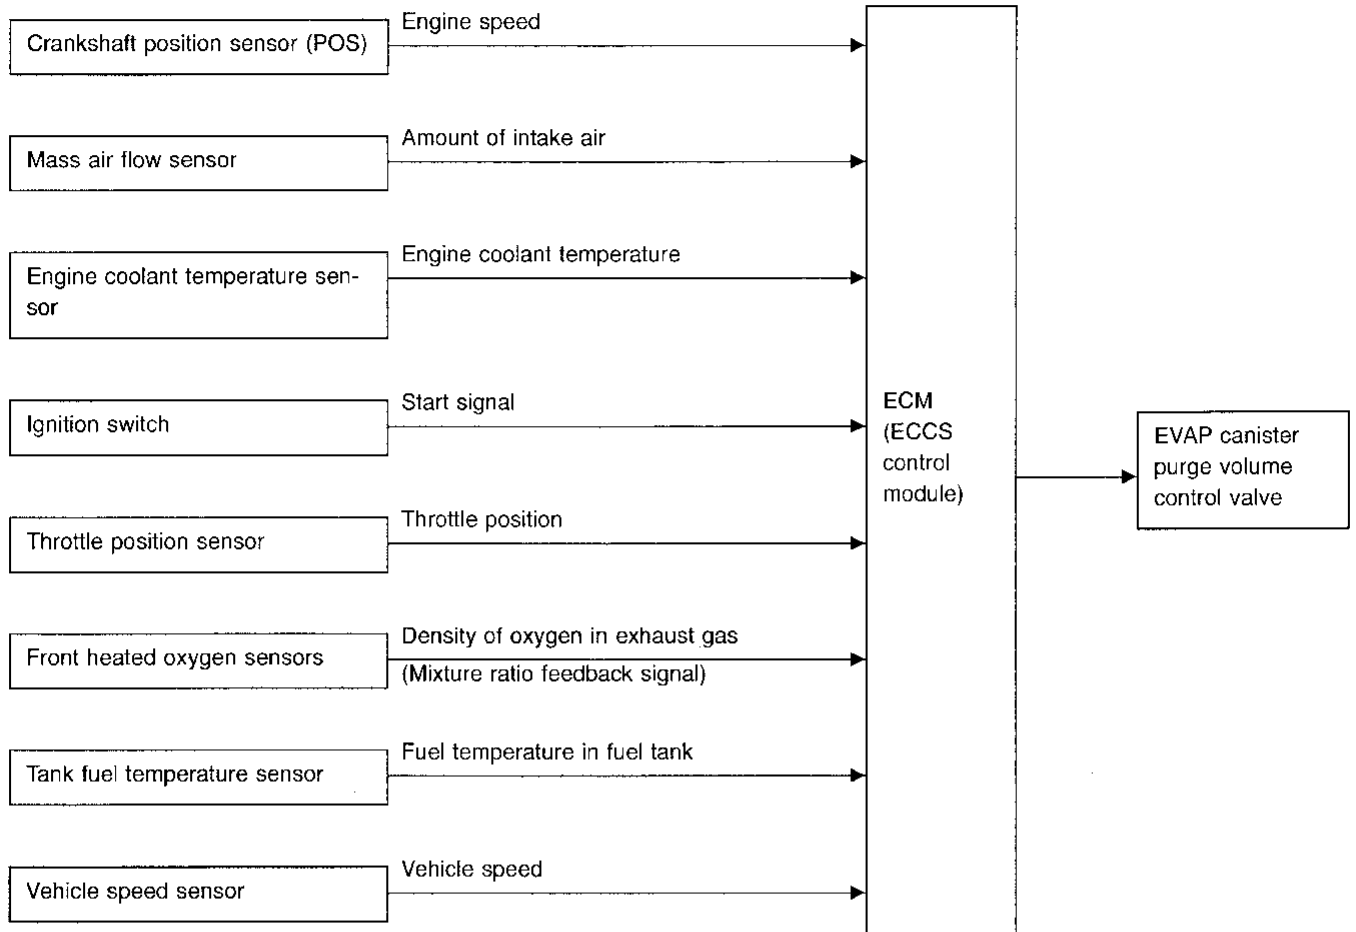 Crankshaft position sensor (POS)
Engine speed
Mass air flow sensor
Amount of intake air
Engine coolant temperature sen-
sor
Engine coolant temperature
Ignition switch
Start signal
Throttle position sensor
Throttle position
Front heated oxygen sensors
Density of oxygen in exhaust gas
(Mixture ratio feedback signal)
Tank fuel temperature sensor
Fuel temperature in fuel tank
Vehicle speed sensor
Vehicle speed
ECM
(ECCS
control
module)
EVAP canister
purge volume
control valve